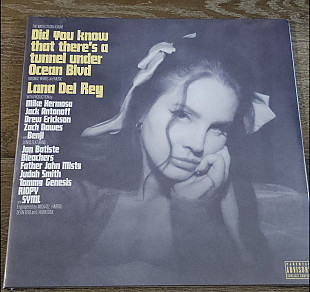 Did you know
that there's a
tunnel under
Ocean Blvd
Lana Del Rey
Mike Hermosa
Jack Antonoff
Drew Erickson
Zach Dawes
Benji
Jon Batiste
Bleachers
Father John Misty
Judah Smith
Tommy Genesis
RIOPY
SYML
PARENTAL
ADVISORY
EXPLICIT CONTENT